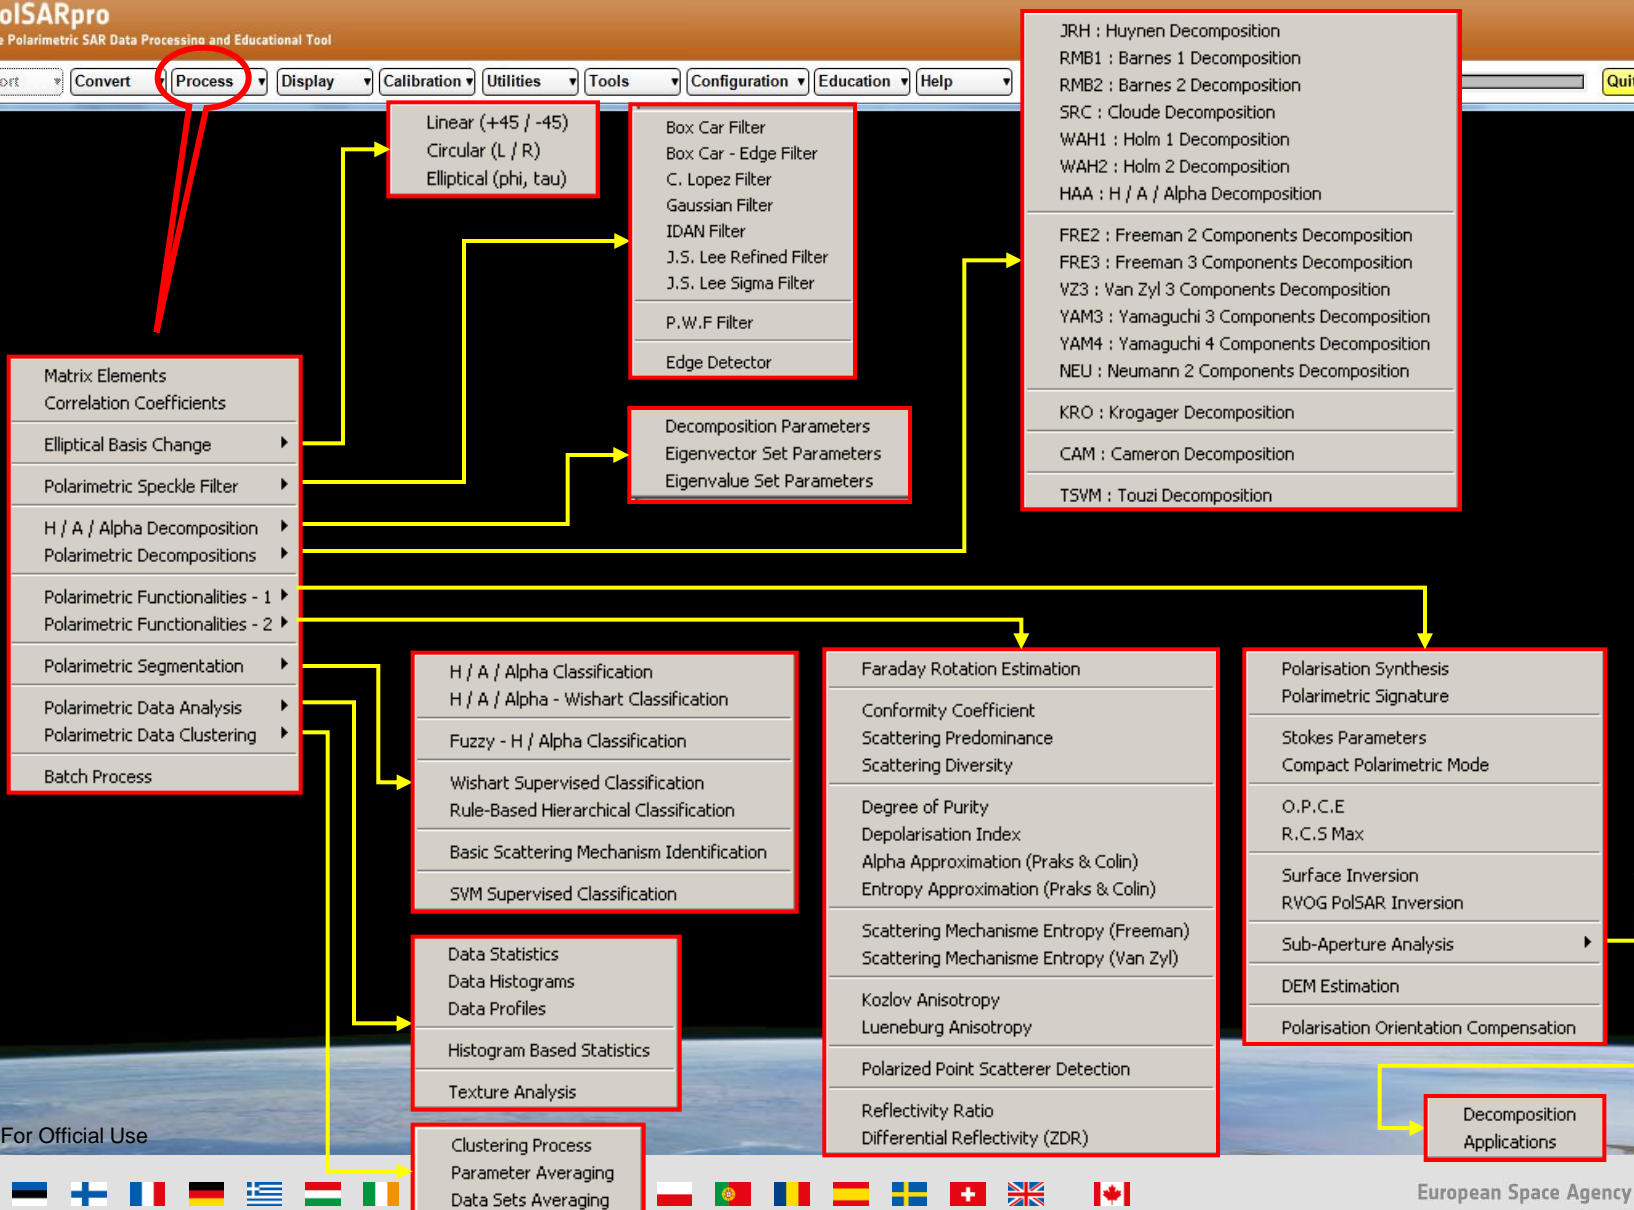 olSARpro
e Polarimetric SAR Data Processing and Educational Tool
ort
Convert
Process
Display
Calibration
Utilities
Tools
Configuration
Education
Help
Quit
Linear (+45 / -45)
Circular (L / R)
Elliptical (phi, tau)
Box Car Filter
Box Car - Edge Filter
C. Lopez Filter
Gaussian Filter
IDAN Filter
J.S. Lee Refined Filter
J.S. Lee Sigma Filter
P.W.F Filter
Edge Detector
JRH : Huynen Decomposition
RMB1 : Barnes 1 Decomposition
RMB2 : Barnes 2 Decomposition
SRC : Cloude Decomposition
WAH1 : Holm 1 Decomposition
WAH2 : Holm 2 Decomposition
HAA : H / A / Alpha Decomposition
FRE2 : Freeman 2 Components Decomposition
FRE3 : Freeman 3 Components Decomposition
VZ3 : Van Zyl 3 Components Decomposition
YAM3 : Yamaguchi 3 Components Decomposition
YAM4 : Yamaguchi 4 Components Decomposition
NEU : Neumann 2 Components Decomposition
KRO : Krogager Decomposition
CAM : Cameron Decomposition
TSVM : Touzi Decomposition
Matrix Elements
Correlation Coefficients
Elliptical Basis Change
Polarimetric Speckle Filter
H / A / Alpha Decomposition
Polarimetric Decompositions
Polarimetric Functionalities - 1
Polarimetric Functionalities - 2
Polarimetric Segmentation
Polarimetric Data Analysis
Polarimetric Data Clustering
Batch Process
Decomposition Parameters
Eigenvector Set Parameters
Eigenvalue Set Parameters
H / A / Alpha Classification
H / A / Alpha - Wishart Classification
Fuzzy - H / Alpha Classification
Wishart Supervised Classification
Rule-Based Hierarchical Classification
Basic Scattering Mechanism Identification
SVM Supervised Classification
Data Statistics
Data Histograms
Data Profiles
Histogram Based Statistics
Texture Analysis
Clustering Process
Parameter Averaging
Data Sets Averaging
Faraday Rotation Estimation
Conformity Coefficient
Scattering Predominance
Scattering Diversity
Degree of Purity
Depolarisation Index
Alpha Approximation (Praks & Colin)
Entropy Approximation (Praks & Colin)
Scattering Mechanisme Entropy (Freeman)
Scattering Mechanisme Entropy (Van Zyl)
Kozlov Anisotropy
Lueneburg Anisotropy
Polarized Point Scatterer Detection
Reflectivity Ratio
Differential Reflectivity (ZDR)
Polarisation Synthesis
Polarimetric Signature
Stokes Parameters
Compact Polarimetric Mode
O.P.C.E
R.C.S Max
Surface Inversion
RVOG PolSAR Inversion
Sub-Aperture Analysis
DEM Estimation
Polarisation Orientation Compensation
Decomposition
Applications
For Official Use
European Space Agency